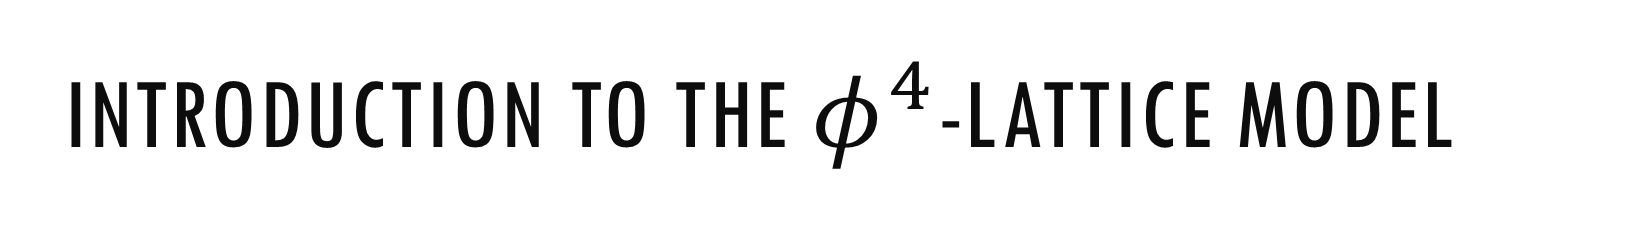 INTRODUCTION TO THE ϕ⁴-LATTICE MODEL